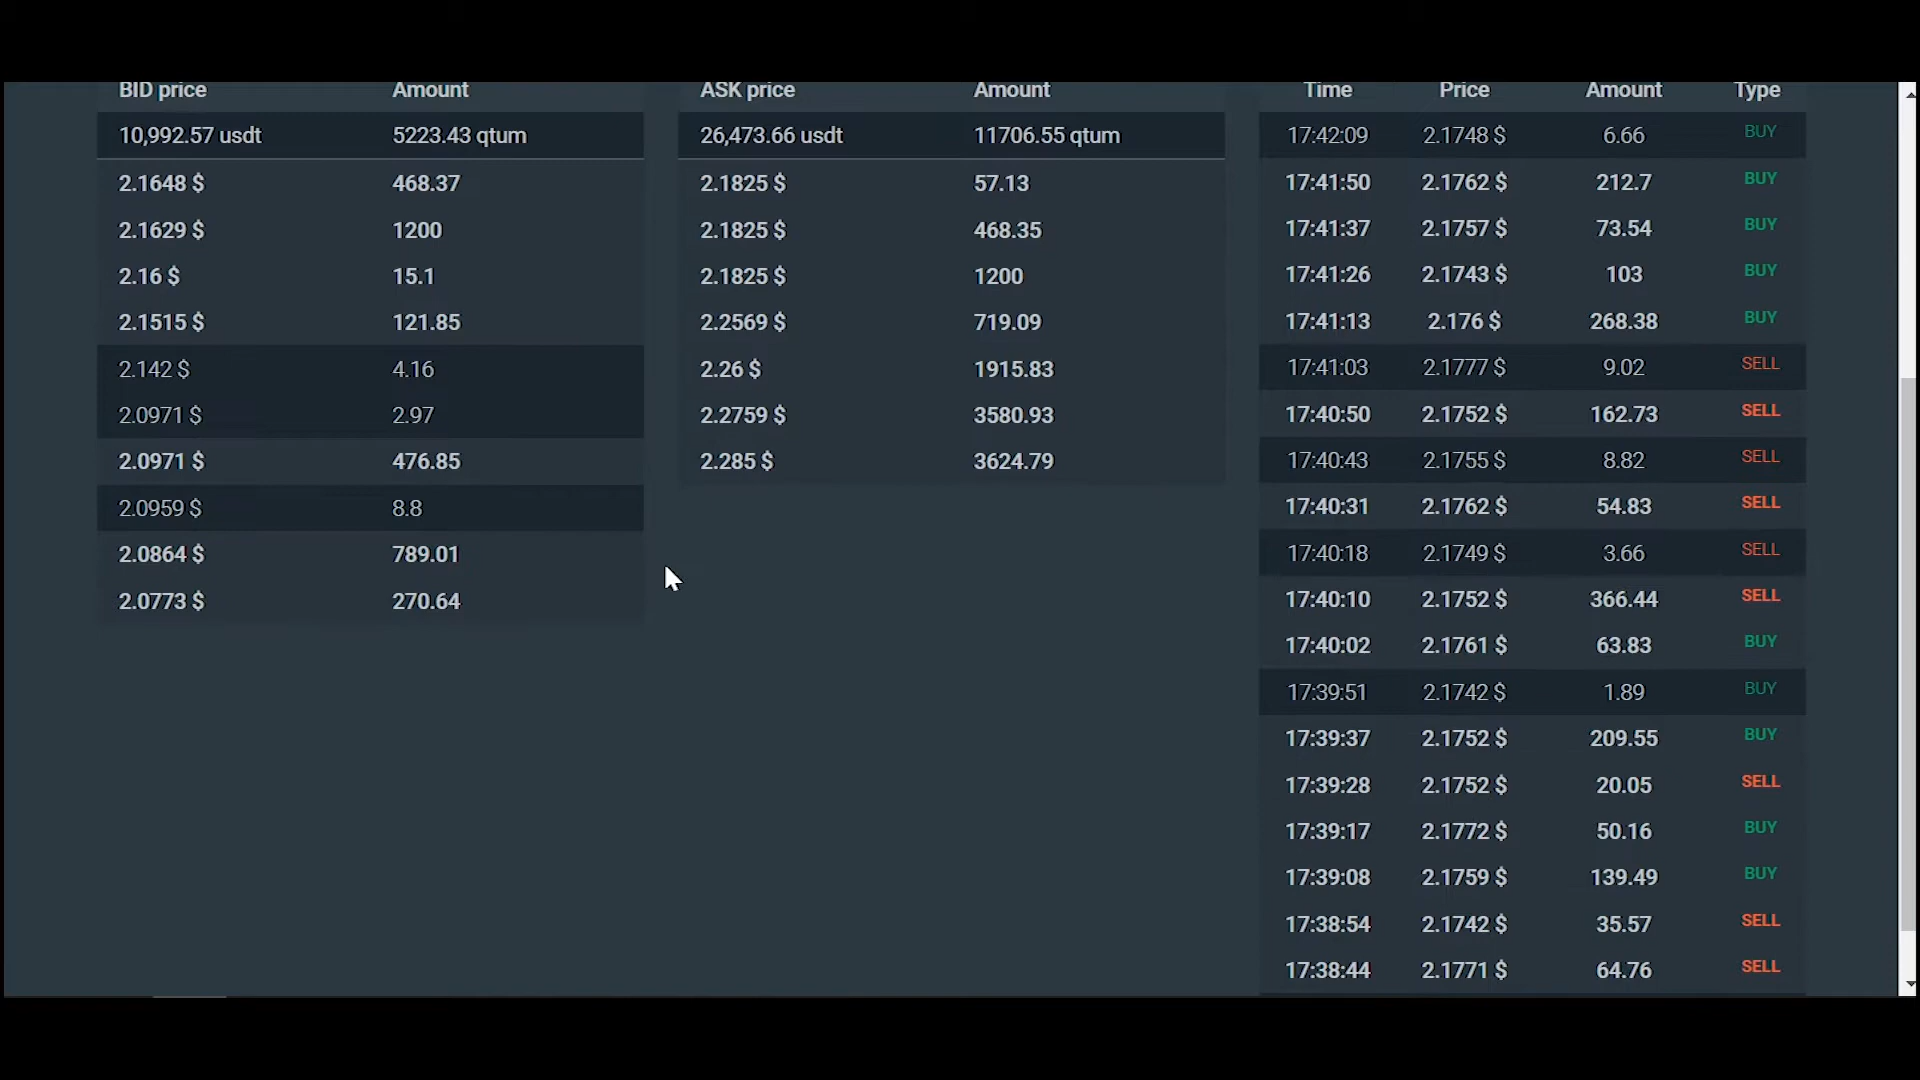 BID price Amount
10,992.57 usdt 5223.43 qtum
2.1648 $ 468.37
2.1629 $ 1200
2.16 $ 15.1
2.1515 $ 121.85
2.142 $ 4.16
2.0971 $ 2.97
2.0971 $ 476.85
2.0959 $ 8.8
2.0864 $ 789.01
2.0773 $ 270.64
ASK price Amount
26,473.66 usdt 11706.55 qtum
2.1825 $ 57.13
2.1825 $ 468.35
2.1825 $ 1200
2.2569 $ 719.09
2.26 $ 1915.83
2.2759 $ 3580.93
2.285 $ 3624.79
Time Price Amount Type
17:42:09 2.1748 $ 6.66 BUY
17:41:50 2.1762 $ 212.7 BUY
17:41:37 2.1757 $ 73.54 BUY
17:41:26 2.1743 $ 103 BUY
17:41:13 2.176 $ 268.38 BUY
17:41:03 2.1777 $ 9.02 SELL
17:40:50 2.1752 $ 162.73 SELL
17:40:43 2.1755 $ 8.82 SELL
17:40:31 2.1762 $ 54.83 SELL
17:40:18 2.1749 $ 3.66 SELL
17:40:10 2.1752 $ 366.44 SELL
17:40:02 2.1761 $ 63.83 BUY
17:39:51 2.1742 $ 1.89 BUY
17:39:37 2.1752 $ 209.55 BUY
17:39:28 2.1752 $ 20.05 SELL
17:39:17 2.1772 $ 50.16 BUY
17:39:08 2.1759 $ 139.49 BUY
17:38:54 2.1742 $ 35.57 SELL
17:38:44 2.1771 $ 64.76 SELL